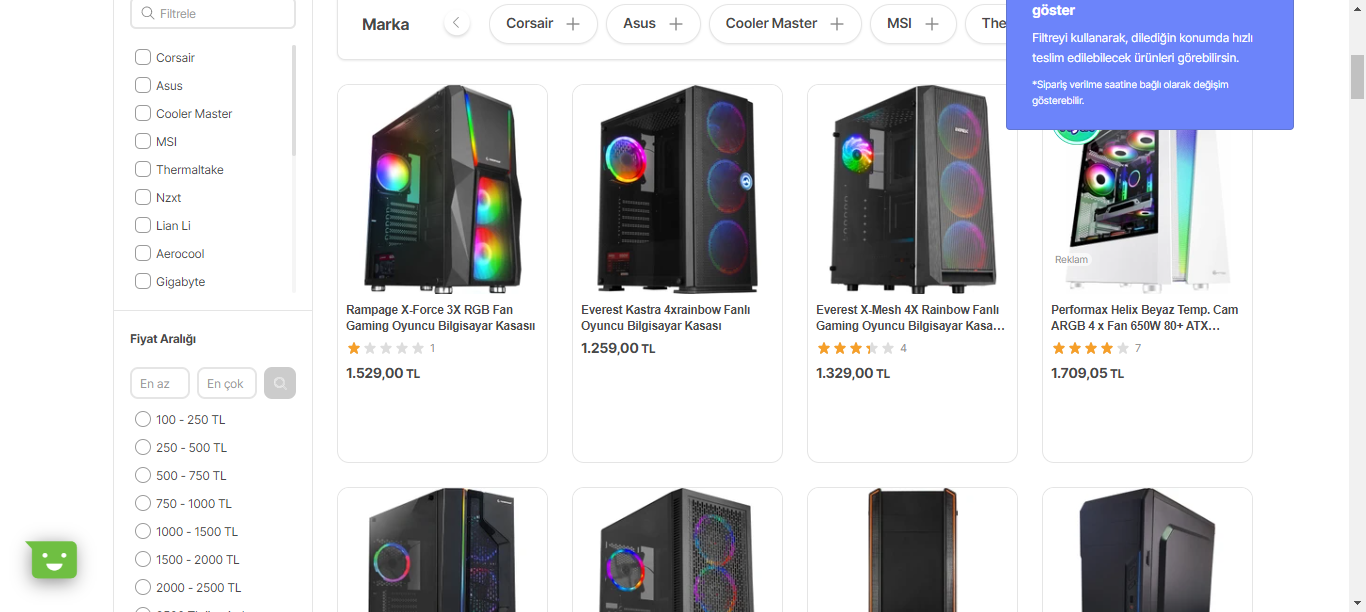 Filtrele
Corsair
Asus
Cooler Master
MSI
Thermaltake
Nzxt
Lian Li
Aerocool
Gigabyte
Fiyat Aralığı
En az
En çok
100 - 250 TL
250 - 500 TL
500 - 750 TL
750 - 1000 TL
1000 - 1500 TL
1500 - 2000 TL
2000 - 2500 TL
Marka
Corsair
Asus
Cooler Master
MSI
The
göster
Filtreyi kullanarak, dilediğin konumda hızlı
teslim edilebilecek ürünleri görebilirsin.
*Sipariş verilme saatine bağlı olarak değişim
gösterebilir.
Rampage X-Force 3X RGB Fan
Gaming Oyuncu Bilgisayar Kasasıı
1
1.529,00 TL
Everest Kastra 4xrainbow Fanlı
Oyuncu Bilgisayar Kasası
1.259,00 TL
Everest X-Mesh 4X Rainbow Fanlı
Gaming Oyuncu Bilgisayar Kasa...
4
1.329,00 TL
Reklam
Performax Helix Beyaz Temp. Cam
ARGB 4 x Fan 650W 80+ ATX...
7
1.709,05 TL